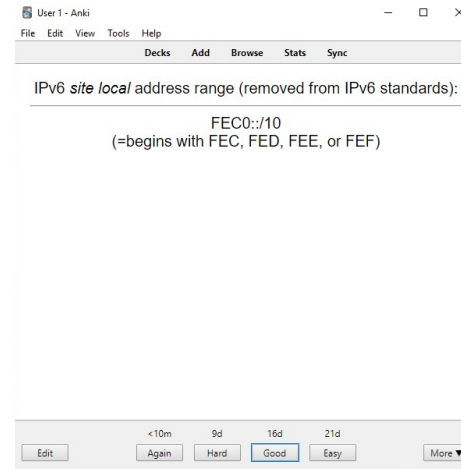 User 1 - Anki
File Edit View Tools Help
Decks Add Browse Stats Sync
IPv6 site local address range (removed from IPv6 standards):
FEC0::/10
(=begins with FEC, FED, FEE, or FEF)
<10m 9d 16d 21d
Edit Again Hard Good Easy More ▼